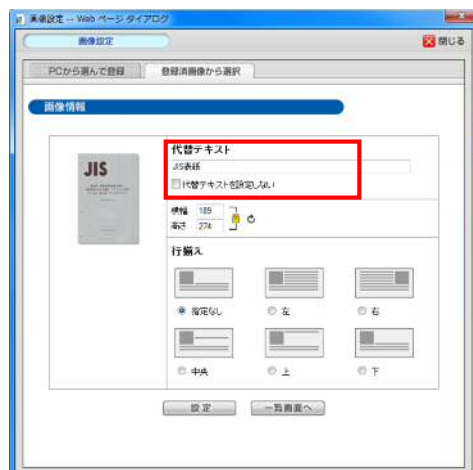 画像設定 -- Web ページ ダイアログ
画像設定
閉じる
PCから選んで登録
登録済画像から選択
画像情報
JIS
代替テキスト
JIS表紙
代替テキストを設定しない
横幅 189
高さ 274
行揃え
指定なし
左
右
中央
上
下
設定
一覧画面へ